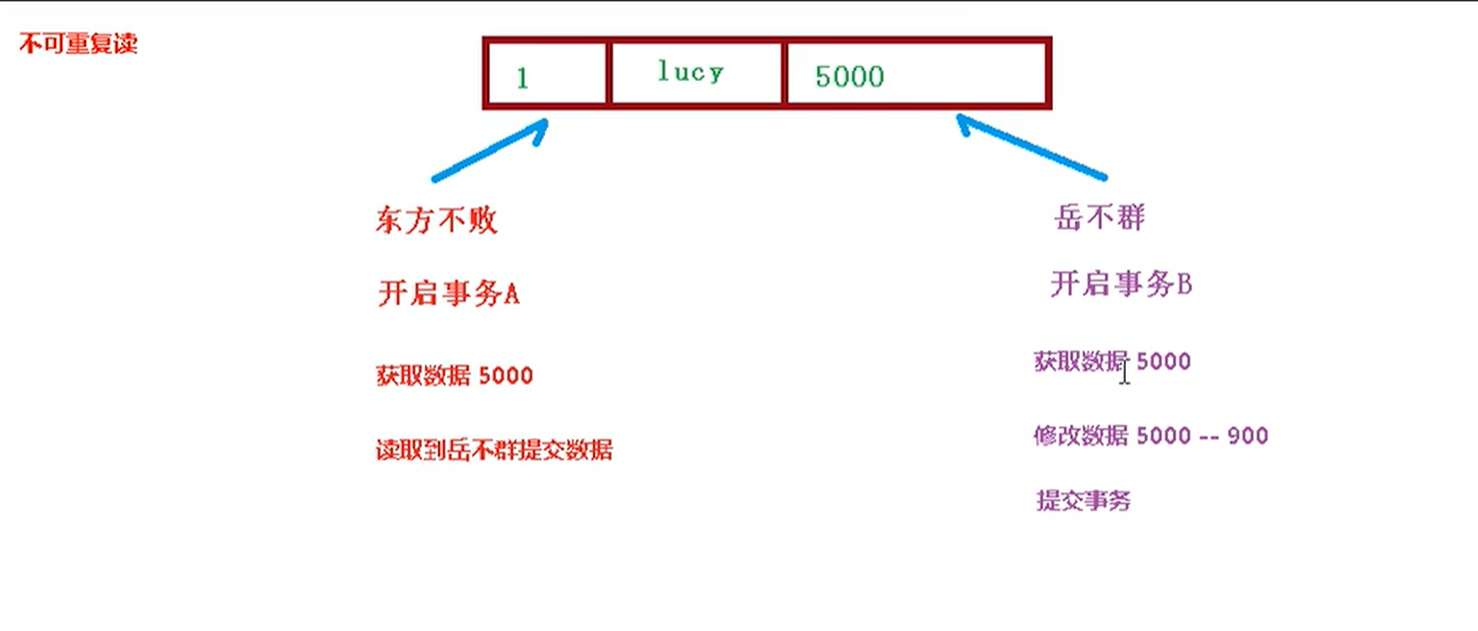 不可重复读
1 lucy 5000
东方不败
开启事务A
获取数据 5000
读取到岳不群提交数据
岳不群
开启事务B
获取数据 5000
修改数据 5000 -- 900
提交事务